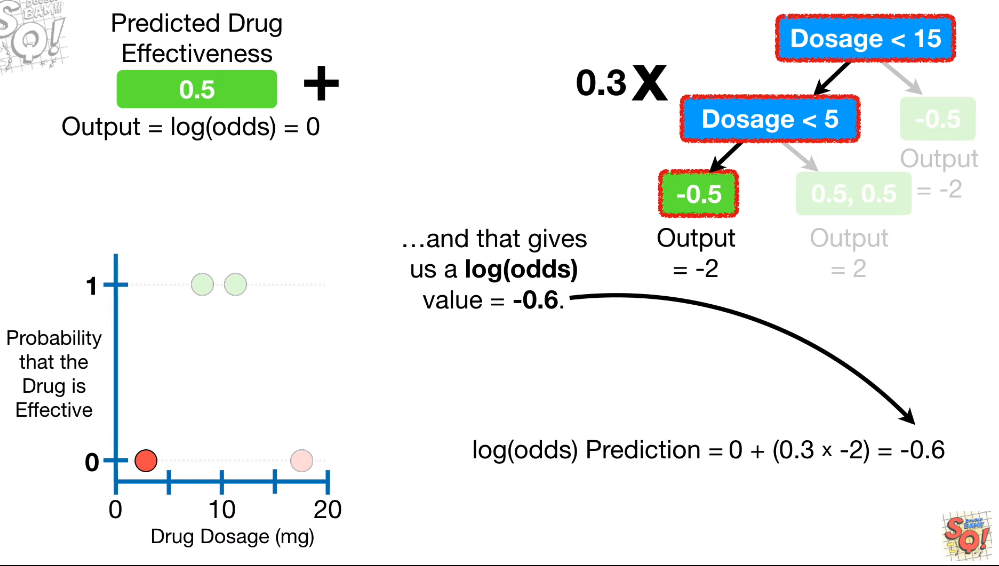 Predicted Drug
Effectiveness
0.5
+
Output = log(odds) = 0
0.3 X
Dosage < 15
Dosage < 5
-0.5
Output
= -2
-0.5
Output
= -2
0.5, 0.5
Output
= 2
…and that gives
us a log(odds)
value = -0.6.
log(odds) Prediction = 0 + (0.3 x -2) = -0.6
1
Probability
that the
Drug is
Effective
0
0 10 20
Drug Dosage (mg)
SQ!